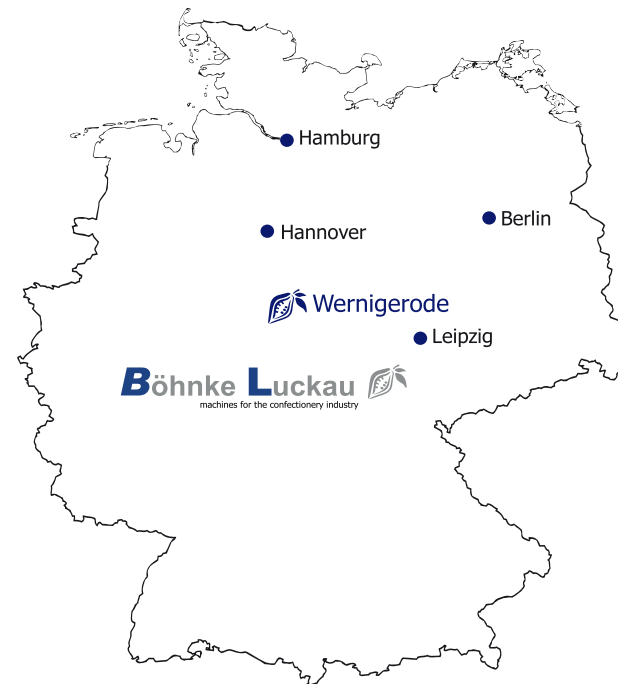 Hamburg
Hannover
Berlin
Wernigerode
Leipzig
Böhnke Luckau
machines for the confectionery industry